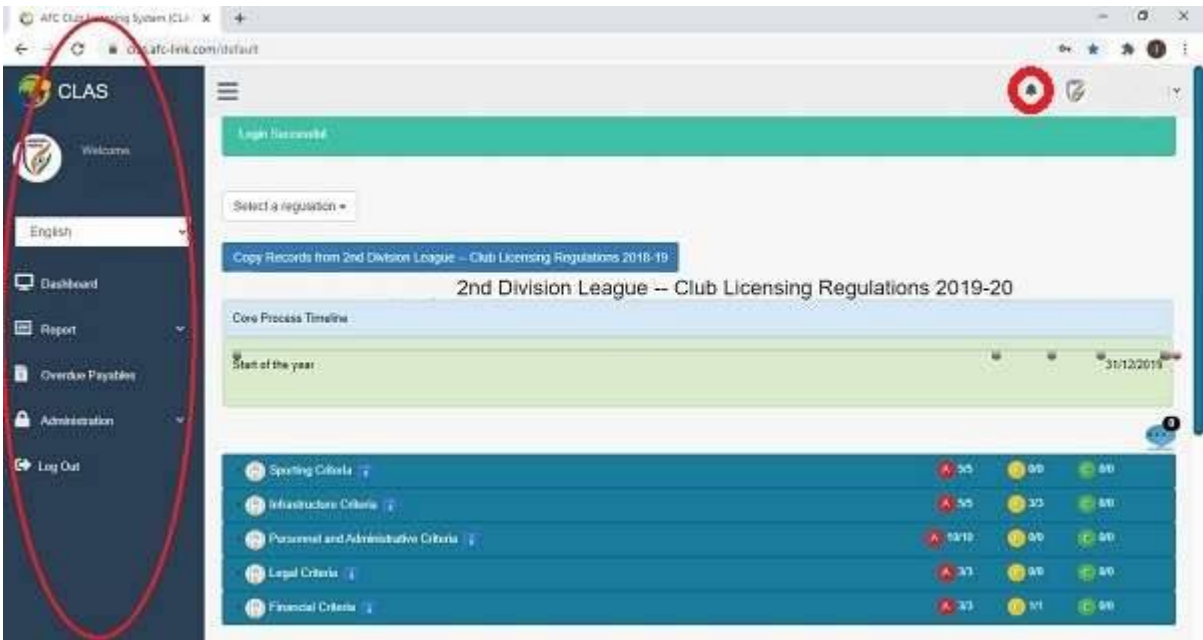 AFC Club Licensing System (CLA
clas.afc-link.com/default
CLAS
Welcome
English
Dashboard
Report
Overdue Payables
Administration
Log Out
Login Successful
Select a regulation
Copy Records from 2nd Division League -- Club Licensing Regulations 2018-19
2nd Division League -- Club Licensing Regulations 2019-20
Core Process Timeline
Start of the year 31/12/2019
0
Sporting Criteria i A 5/5 0/0 C 0/0
Infrastructure Criteria i A 5/5 3/3 C 0/0
Personnel and Administrative Criteria i A 10/10 0/0 C 0/0
Legal Criteria i A 3/3 0/0 C 0/0
Financial Criteria i A 3/3 1/1 C 0/0